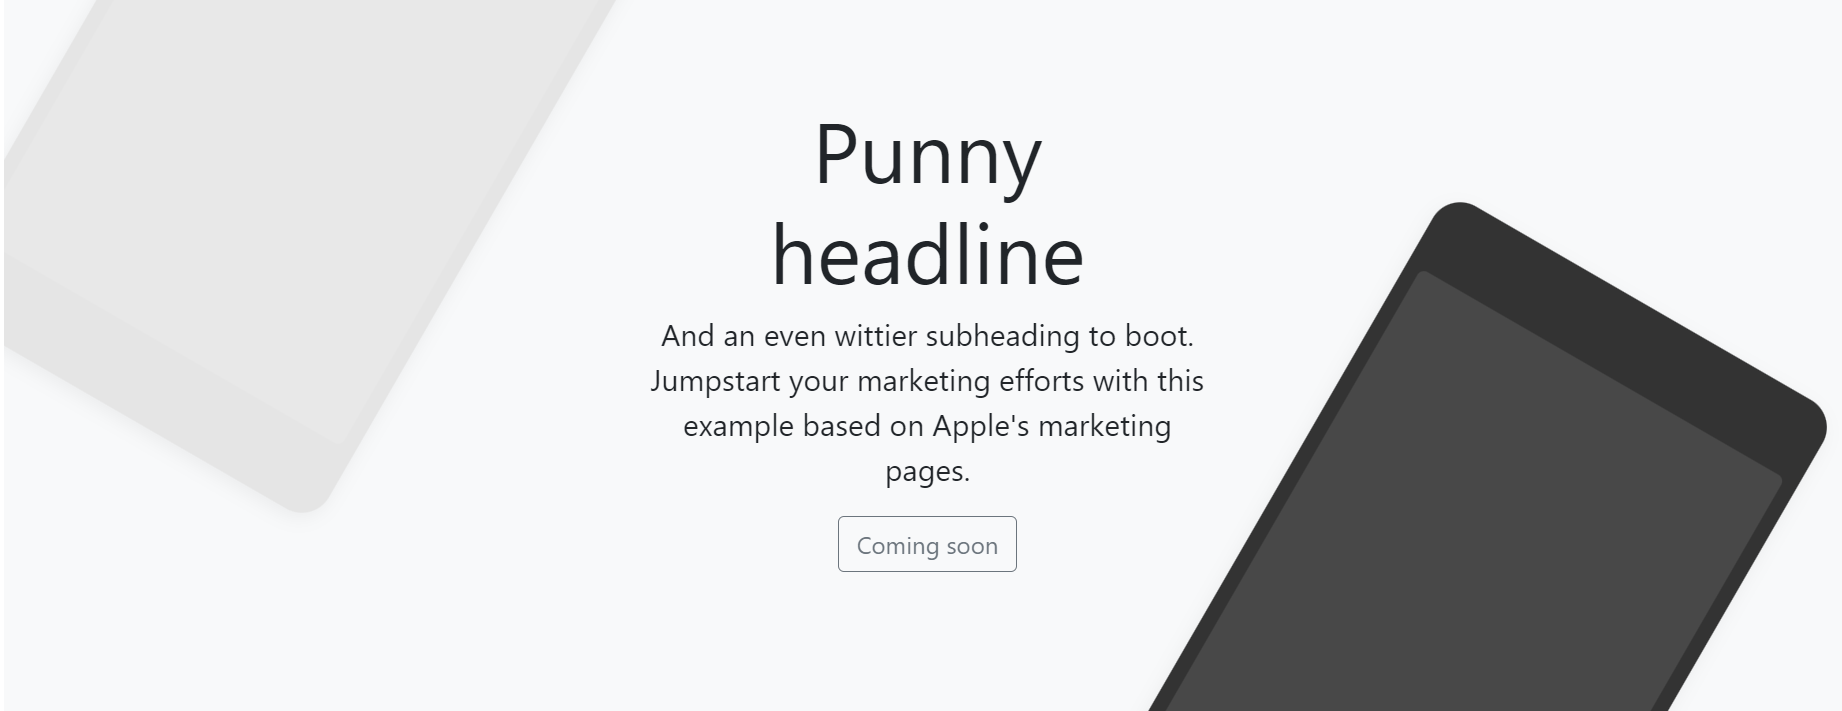 Punny
headline
And an even wittier subheading to boot.
Jumpstart your marketing efforts with this
example based on Apple's marketing
pages.
Coming soon